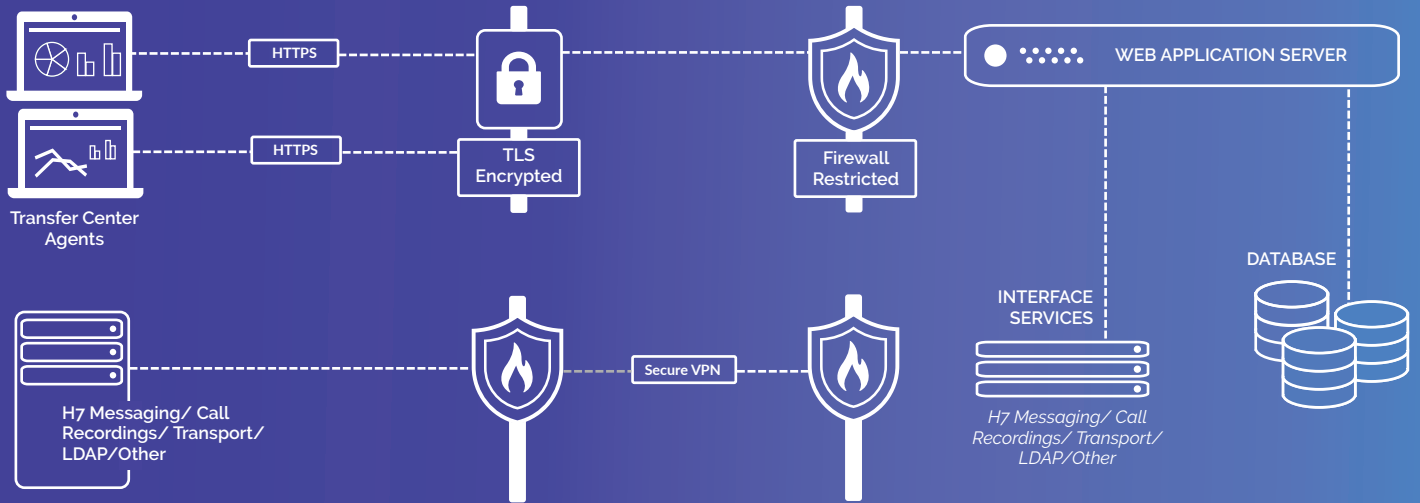 HTTPS
WEB APPLICATION SERVER
HTTPS
TLS
Encrypted
Firewall
Restricted
Transfer Center
Agents
DATABASE
INTERFACE
SERVICES
Secure VPN
H7 Messaging/ Call
Recordings/ Transport/
LDAP/Other
H7 Messaging/ Call
Recordings/ Transport/
LDAP/Other